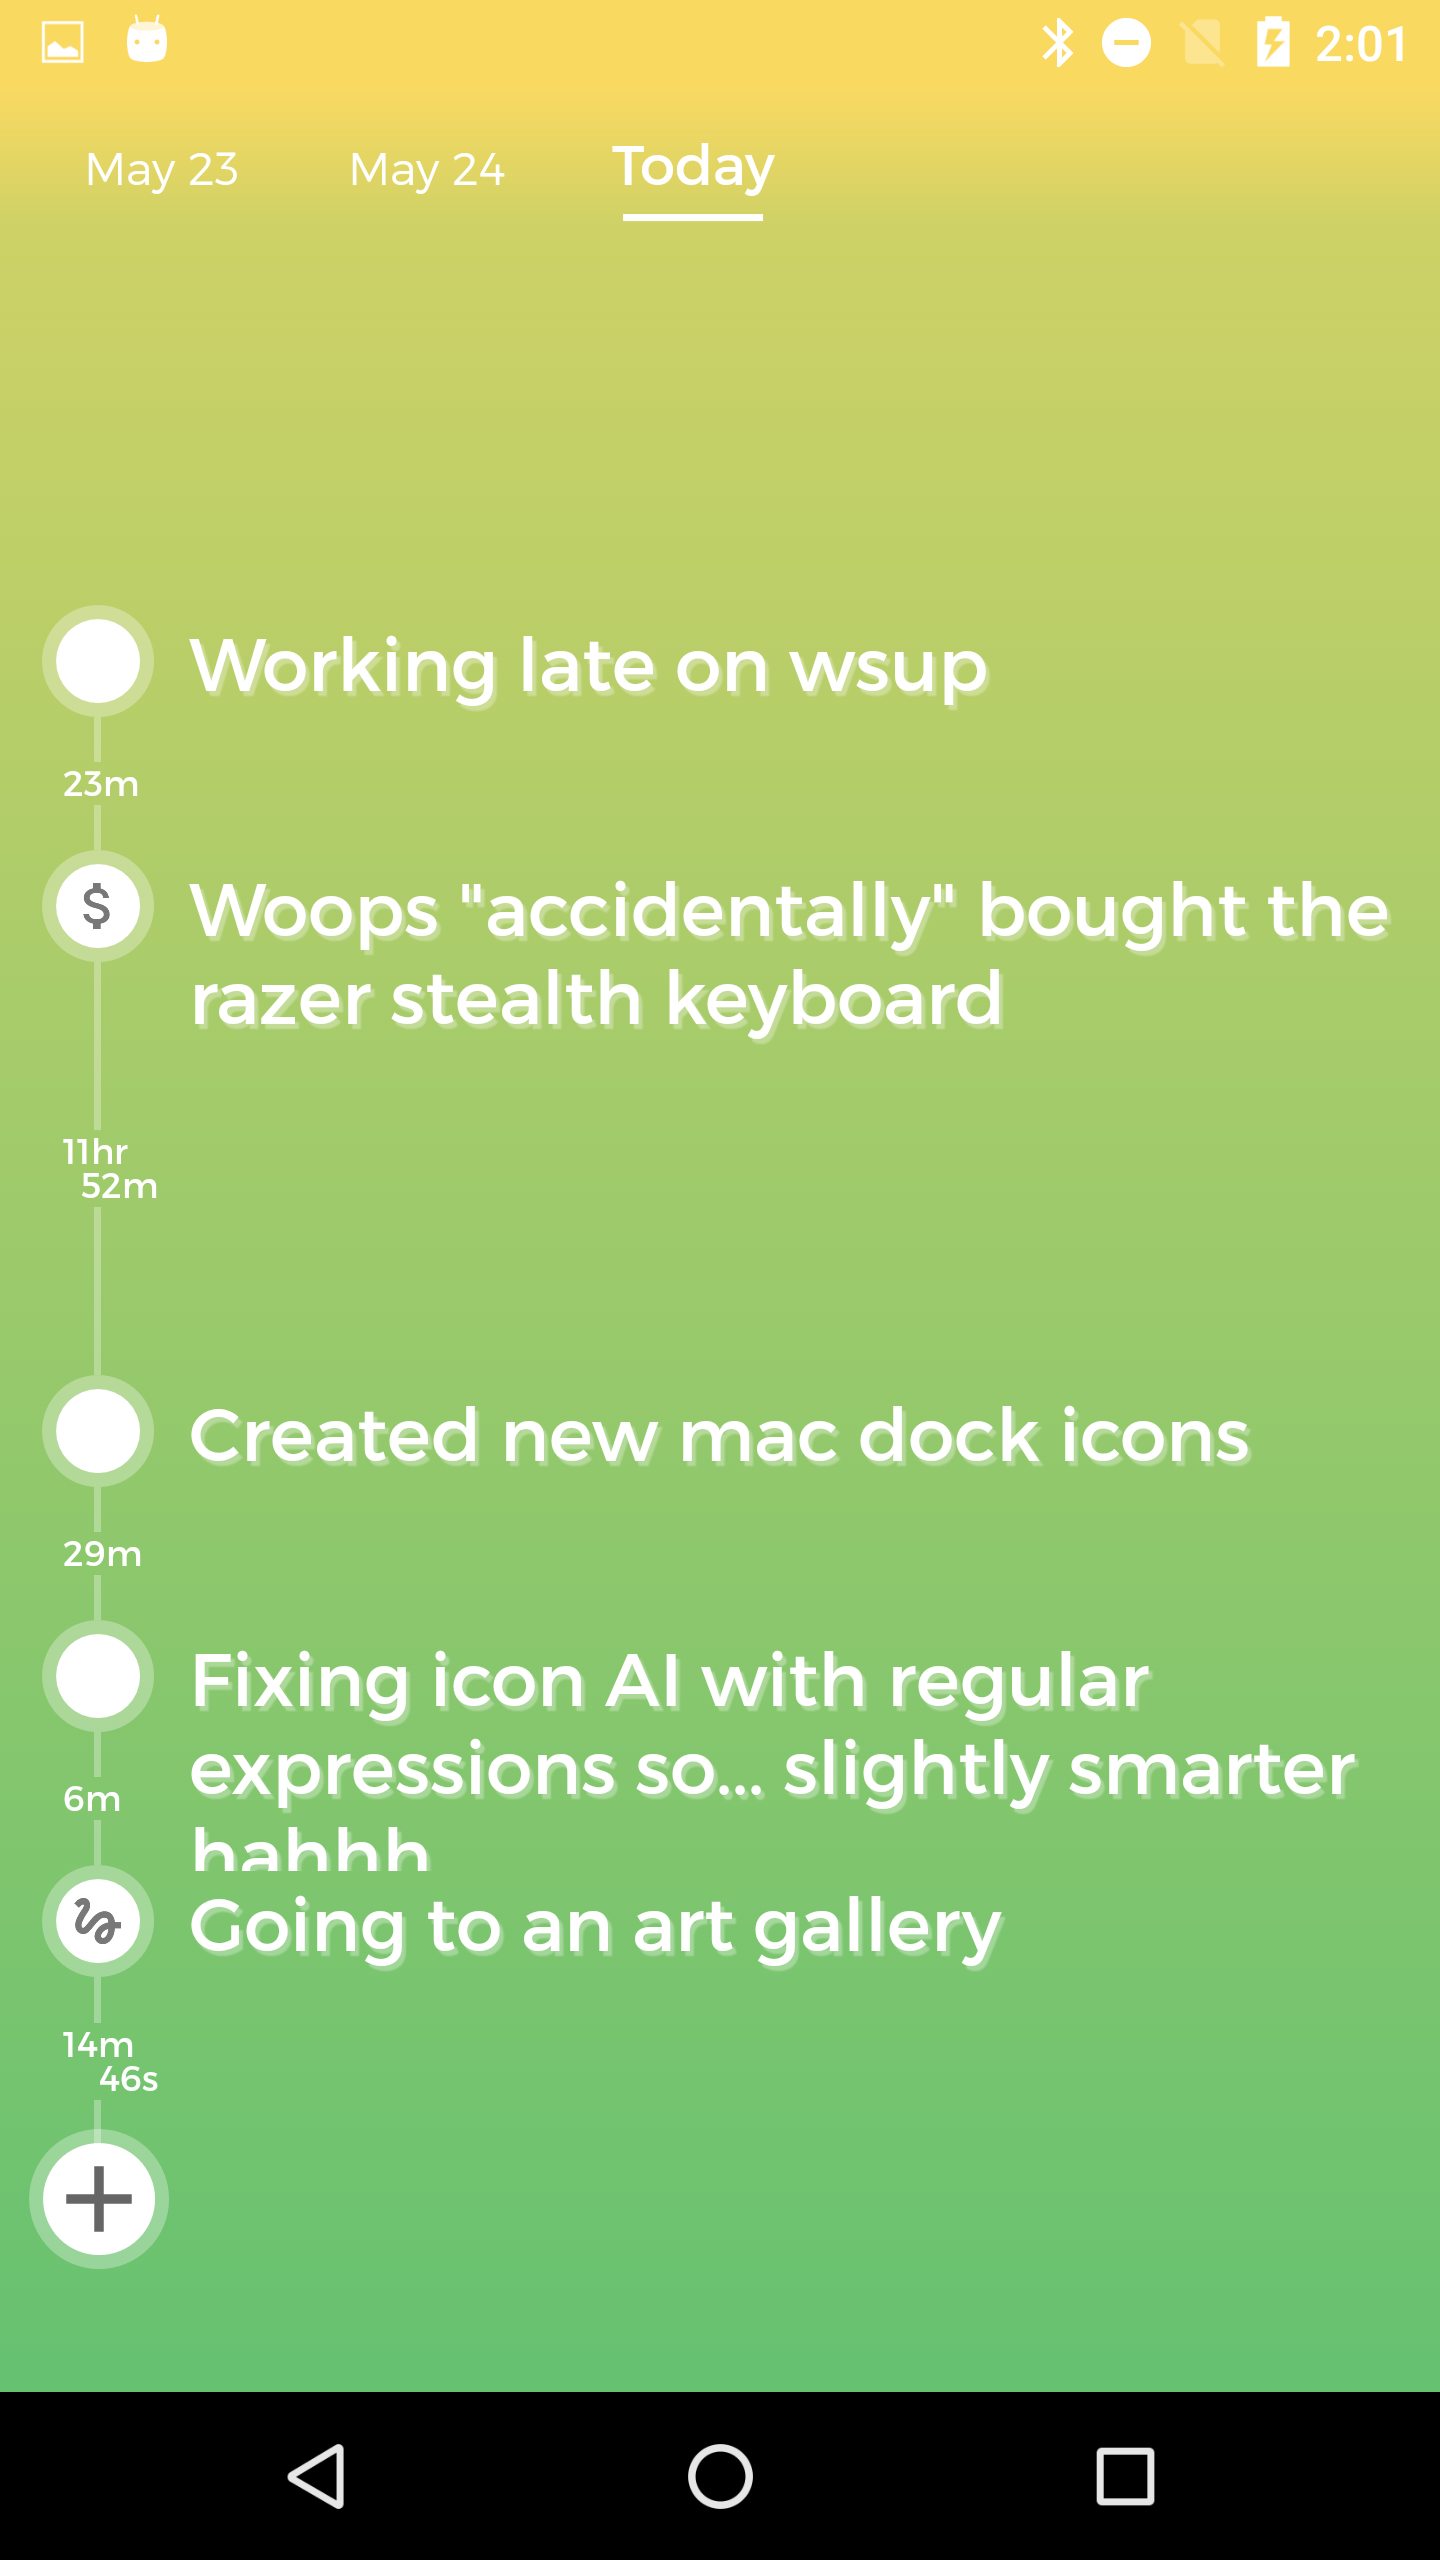 2:01
May 23 May 24 Today
Working late on wsup
23m
$
Woops "accidentally" bought the
razer stealth keyboard
11hr
52m
Created new mac dock icons
29m
Fixing icon AI with regular
expressions so... slightly smarter
hahhh
6m
Going to an art gallery
14m
46s